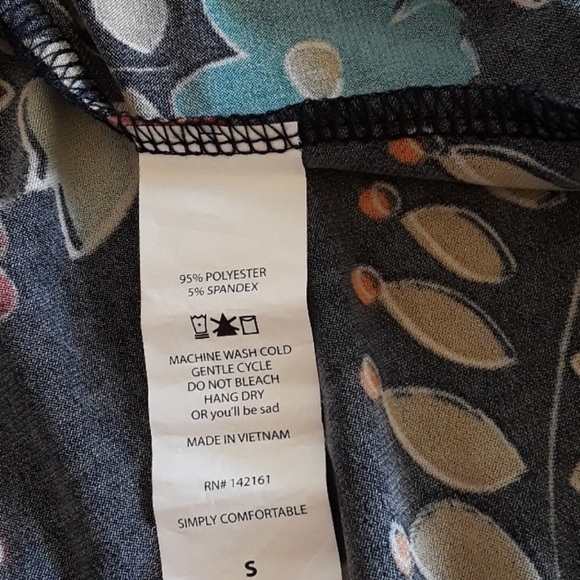 95% POLYESTER
5% SPANDEX
MACHINE WASH COLD
GENTLE CYCLE
DO NOT BLEACH
HANG DRY
OR you'll be sad
MADE IN VIETNAM
RN# 142161
SIMPLY COMFORTABLE
S